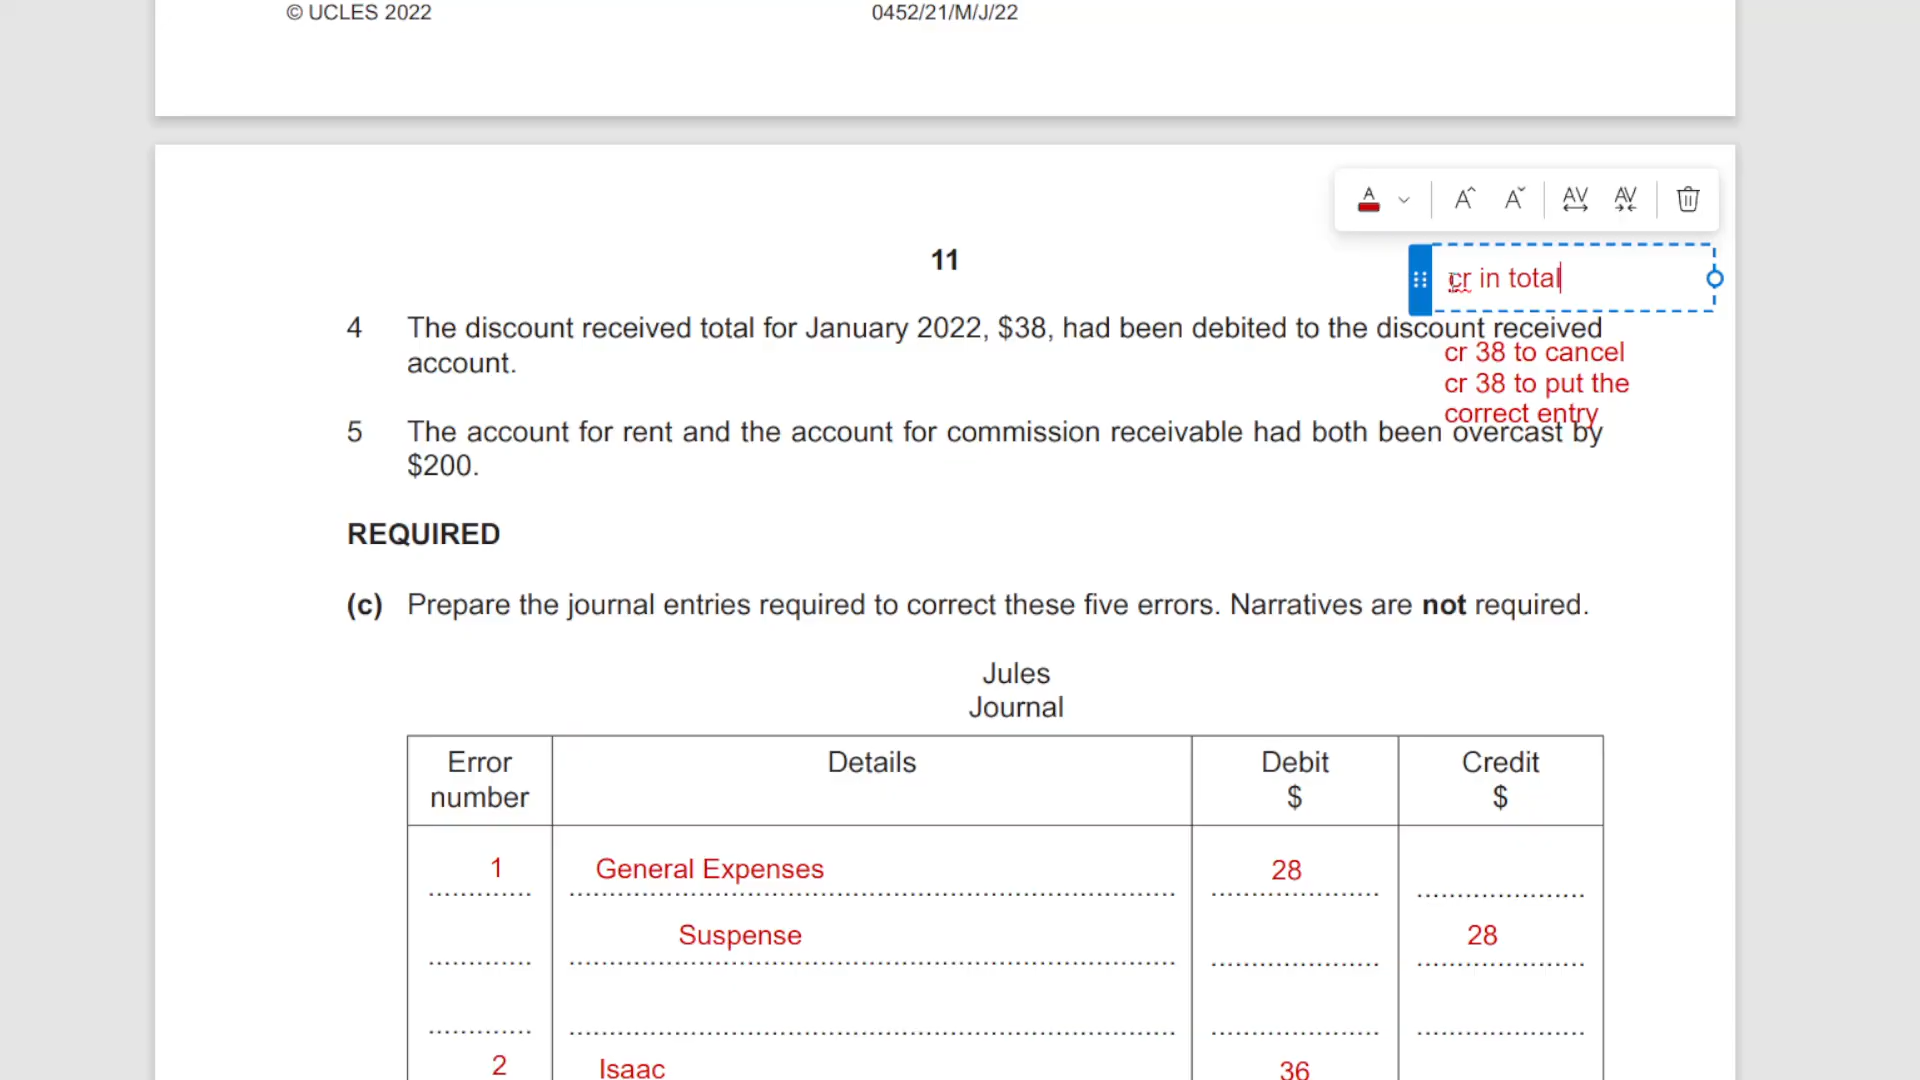 © UCLES 2022 0452/21/M/J/22
11
cr in total
4 The discount received total for January 2022, $38, had been debited to the discount received
account.
cr 38 to cancel
cr 38 to put the
correct entry
5 The account for rent and the account for commission receivable had both been overcast by
$200.
REQUIRED
(c) Prepare the journal entries required to correct these five errors. Narratives are not required.
Jules
Journal
Error number Details Debit $ Credit $
1 General Expenses 28
Suspense 28
2 Isaac 36